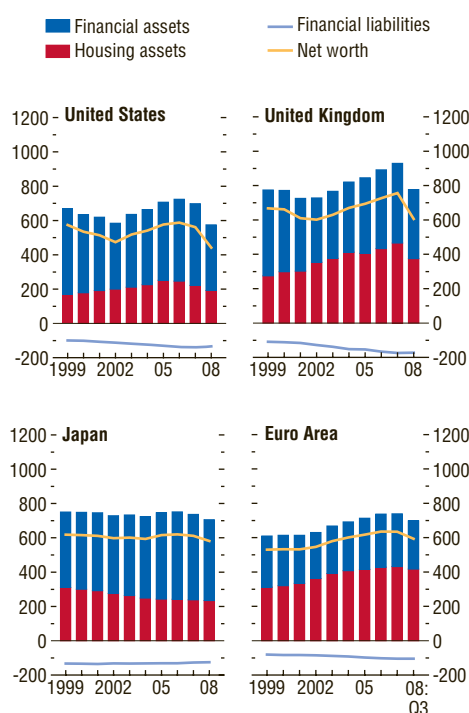 Financial assets
Financial liabilities
Housing assets
Net worth
United States
United Kingdom
1200
1000
800
600
400
200
0
-200
1200
1000
800
600
400
200
0
-200
1999 2002 05 08
1999 2002 05 08
Japan
Euro Area
1200
1000
800
600
400
200
0
-200
1200
1000
800
600
400
200
0
-200
1999 2002 05 08
1999 2002 05 08:
Q3